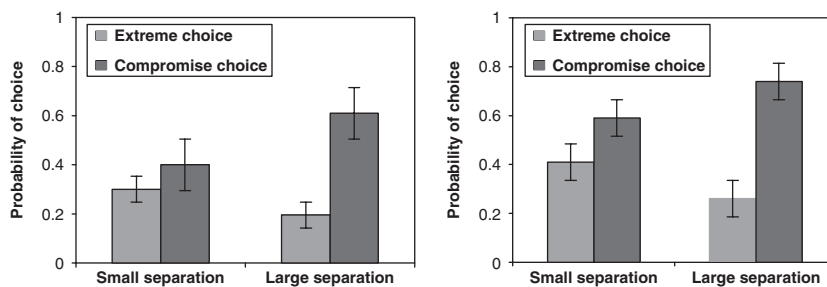 1
0.8
0.6
0.4
0.2
0
Probability of choice
Extreme choice
Compromise choice
Small separation
Large separation
1
0.8
0.6
0.4
0.2
0
Probability of choice
Extreme choice
Compromise choice
Small separation
Large separation